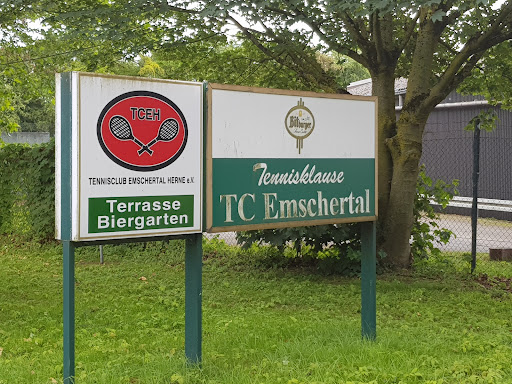 TCEH
TENNISCLUB EMSCHERTAL HERNE e.V.
Terrasse
Biergarten
Bitburger
Tennisklause
TC Emschertal